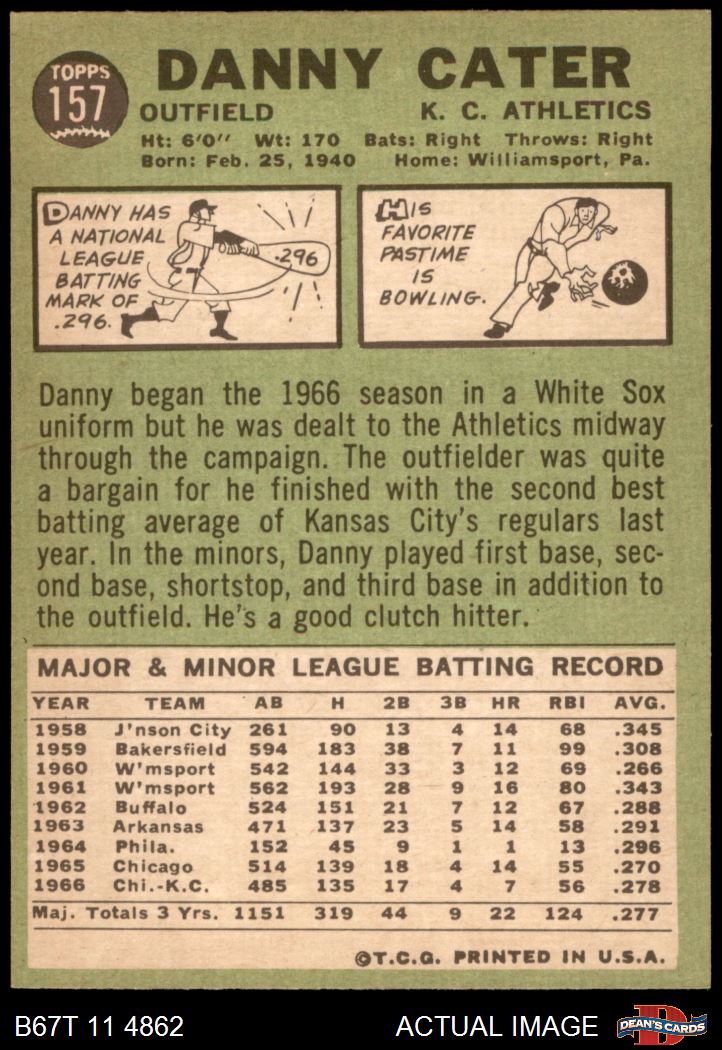 TOPPS
157
DANNY CATER
OUTFIELD K. C. ATHLETICS
Ht: 6'0" Wt: 170 Bats: Right Throws: Right
Born: Feb. 25, 1940 Home: Williamsport, Pa.
DANNY HAS
A NATIONAL
LEAGUE
BATTING
MARK OF
.296.
.296
HIS
FAVORITE
PASTIME
IS
BOWLING.
Danny began the 1966 season in a White Sox
uniform but he was dealt to the Athletics midway
through the campaign. The outfielder was quite
a bargain for he finished with the second best
batting average of Kansas City's regulars last
year. In the minors, Danny played first base, sec-
ond base, shortstop, and third base in addition to
the outfield. He's a good clutch hitter.
MAJOR & MINOR LEAGUE BATTING RECORD
YEAR TEAM AB H 2B 3B HR RBI AVG.
1958 J'nson City 261 90 13 4 14 68 .345
1959 Bakersfield 594 183 38 7 11 99 .308
1960 W'msport 542 144 33 3 12 69 .266
1961 W'msport 562 193 28 9 16 80 .343
1962 Buffalo 524 151 21 7 12 67 .288
1963 Arkansas 471 137 23 5 14 58 .291
1964 Phila. 152 45 9 1 1 13 .296
1965 Chicago 514 139 18 4 14 55 .270
1966 Chi.-K.C. 485 135 17 4 7 56 .278
Maj. Totals 3 Yrs. 1151 319 44 9 22 124 .277
©T.C.G. PRINTED IN U.S.A.
B67T 11 4862 ACTUAL IMAGE
D
DEAN'S CARDS